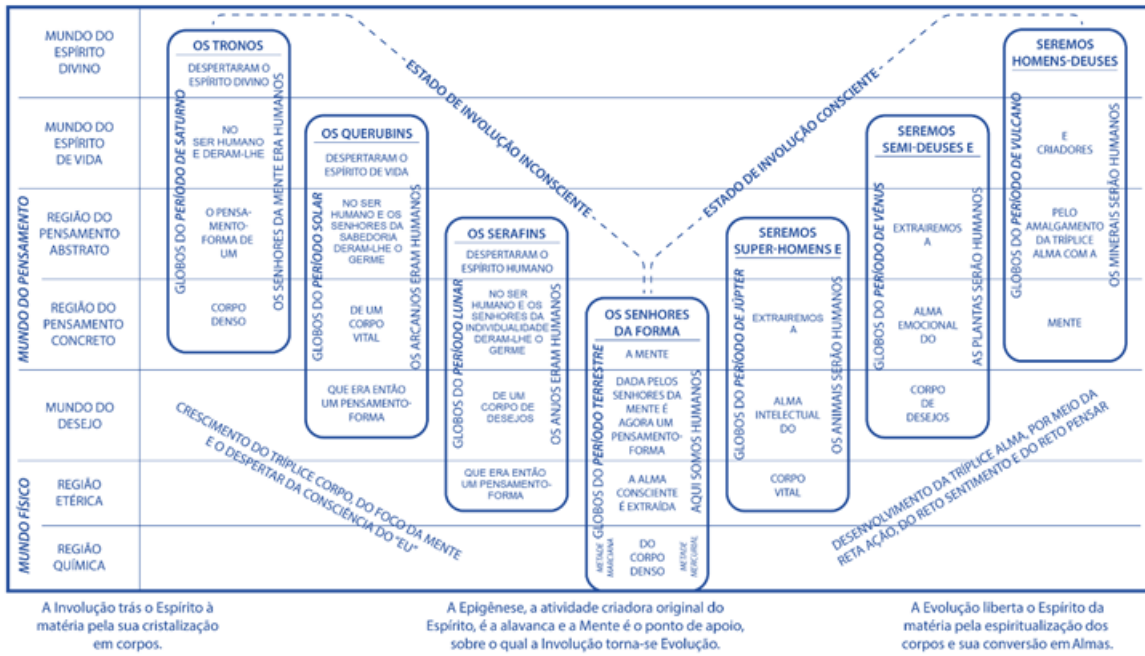 MUNDO DO
ESPÍRITO
DIVINO
MUNDO DO
ESPÍRITO
DE VIDA
MUNDO DO PENSAMENTO
REGIÃO DO
PENSAMENTO
ABSTRATO
REGIÃO DO
PENSAMENTO
CONCRETO
MUNDO DO
DESEJO
MUNDO FÍSICO
REGIÃO
ETÉRICA
REGIÃO
QUÍMICA
OS TRONOS
DESPERTARAM O
ESPÍRITO DIVINO
NO
SER HUMANO
E DERAM-LHE
O PENSA-
MENTO-
FORMA DE
UM
CORPO
DENSO
GLOBOS DO PERÍODO DE SATURNO
OS SENHORES DA MENTE ERA HUMANOS
OS QUERUBINS
DESPERTARAM O
ESPÍRITO DE VIDA
NO SER
HUMANO E OS
SENHORES DA
SABEDORIA
DERAM-LHE O
GERME
DE UM
CORPO
VITAL
QUE ERA ENTÃO
UM PENSAMENTO-
FORMA
GLOBOS DO PERÍODO SOLAR
OS ARCANJOS ERAM HUMANOS
OS SERAFINS
DESPERTARAM O
ESPÍRITO HUMANO
NO SER
HUMANO E OS
SENHORES DA
INDIVIDUALIDADE
DERAM-LHE O
GERME
DE UM
CORPO DE
DESEJOS
QUE ERA ENTÃO
UM PENSAMENTO-
FORMA
GLOBOS DO PERÍODO LUNAR
OS ANJOS ERAM HUMANOS
OS SENHORES
DA FORMA
A MENTE
DADA PELOS
SENHORES DA
MENTE É
AGORA UM
PENSAMENTO-
FORMA
A ALMA
CONSCIENTE
É EXTRAÍDA
DO
CORPO
DENSO
GLOBOS DO PERÍODO TERRESTRE
AQUI SOMOS HUMANOS
METADE
MARCIANA
METADE
MERCURIAL
SEREMOS
SUPER-HOMENS E
EXTRAIREMOS
A
ALMA
INTELECTUAL
DO
CORPO
VITAL
GLOBOS DO PERÍODO DE JÚPTER
OS ANIMAIS SERÃO HUMANOS
SEREMOS
SEMI-DEUSES E
EXTRAIREMOS
A
ALMA
EMOCIONAL
DO
CORPO
DE
DESEJOS
GLOBOS DO PERÍODO DE VÊNUS
AS PLANTAS SERÃO HUMANOS
SEREMOS
HOMENS-DEUSES
E
CRIADORES
PELO
AMALGAMENTO
DA TRÍPLICE
ALMA COM A
MENTE
GLOBOS DO PERÍODO DE VULCANO
OS MINERAIS SERÃO HUMANOS
ESTADO DE INVOLUÇÃO INCONSCIENTE
ESTADO DE INVOLUÇÃO CONSCIENTE
CRESCIMENTO DO TRÍPLICE CORPO, DO FOCO DA MENTE
E O DESPERTAR DA CONSCIÊNCIA DO "EU"
DESENVOLVIMENTO DA TRÍPLICE ALMA, POR MEIO DA
RETA AÇÃO, DO RETO SENTIMENTO E DO RETO PENSAR
A Involução trás o Espírito à
matéria pela sua cristalização
em corpos.
A Epigênese, a atividade criadora original do
Espírito, é a alavanca e a Mente é o ponto de apoio,
sobre o qual a Involução torna-se Evolução.
A Evolução liberta o Espírito da
matéria pela espiritualização dos
corpos e sua conversão em Almas.